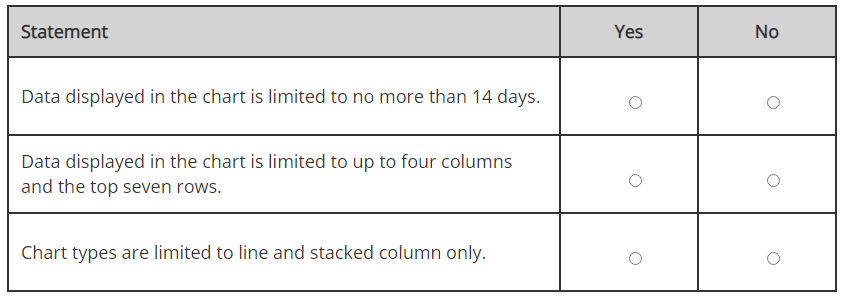 Statement Yes No
Data displayed in the chart is limited to no more than 14 days.
Data displayed in the chart is limited to up to four columns
and the top seven rows.
Chart types are limited to line and stacked column only.